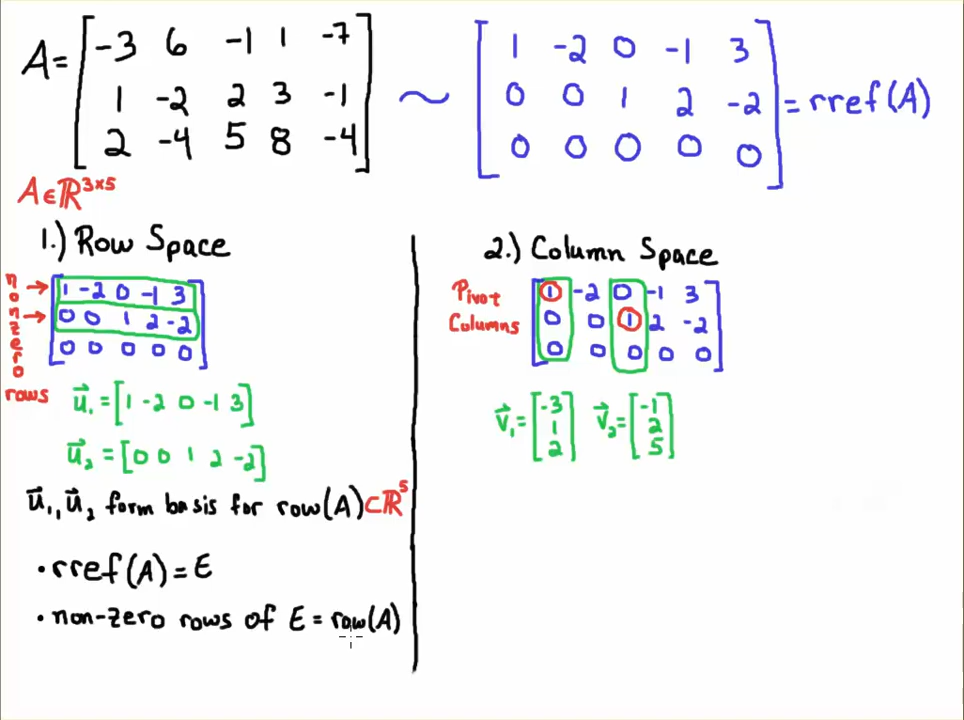 A = [ -3 6 -1 1 -7 ] ~ [ 1 -2 0 -1 3 ] = rref(A)
[ 1 -2 2 3 -1 ] [ 0 0 1 2 -2 ]
[ 2 -4 5 8 -4 ] [ 0 0 0 0 0 ]
A∈ℝ³ˣ⁵
1.) Row Space
nonzero rows
[ 1 -2 0 -1 3 ]
[ 0 0 1 2 -2 ]
[ 0 0 0 0 0 ]
u⃗₁ = [1 -2 0 -1 3]
u⃗₂ = [0 0 1 2 -2]
u⃗₁, u⃗₂ form basis for row(A)⊂ℝ⁵
• rref(A) = E
• non-zero rows of E = row(A)
2.) Column Space
Pivot
Columns
[ 1 -2 0 -1 3 ]
[ 0 0 1 2 -2 ]
[ 0 0 0 0 0 ]
v⃗₁ = [ -3 ] v⃗₂ = [ -1 ]
[ 1 ] [ 2 ]
[ 2 ] [ 5 ]